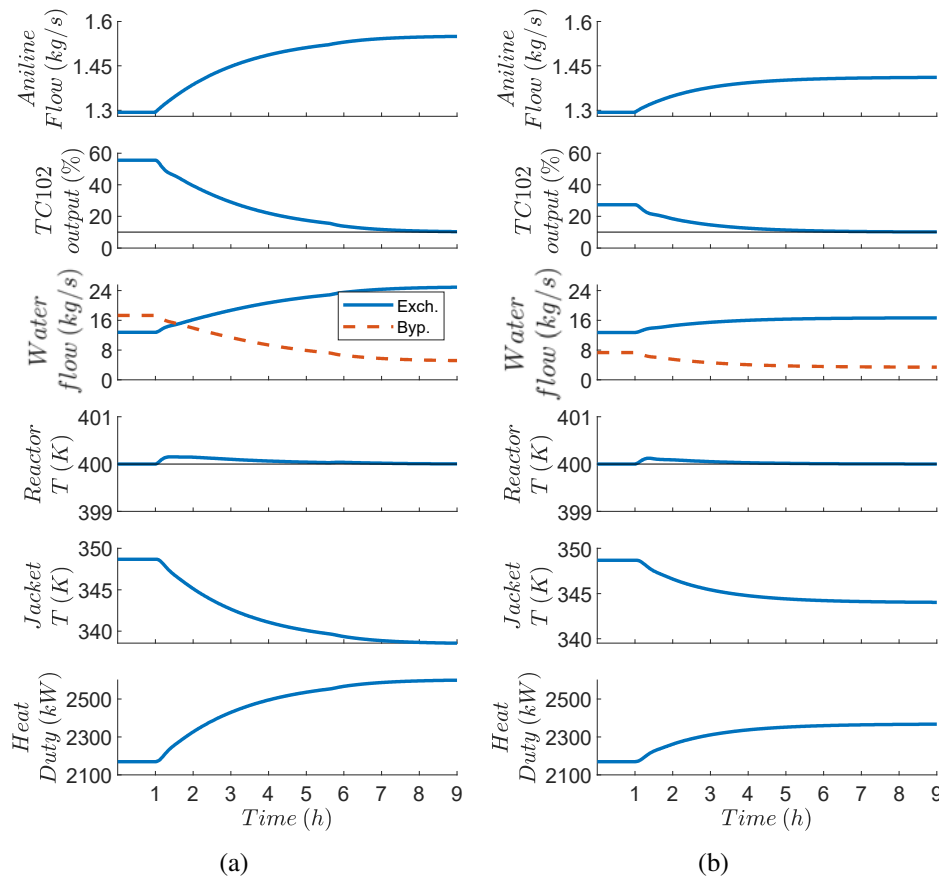 Aniline
Flow (kg/s)
1.6
1.45
1.3
TC102
output (%)
60
40
20
0
Water
flow (kg/s)
24
16
8
0
Exch.
Byp.
Reactor
T (K)
401
400
399
Jacket
T (K)
350
345
340
Heat
Duty (kW)
2500
2300
2100
1 2 3 4 5 6 7 8 9
Time (h)
(a)
Aniline
Flow (kg/s)
1.6
1.45
1.3
TC102
output (%)
60
40
20
0
Water
flow (kg/s)
24
16
8
0
Reactor
T (K)
401
400
399
Jacket
T (K)
350
345
340
Heat
Duty (kW)
2500
2300
2100
1 2 3 4 5 6 7 8 9
Time (h)
(b)